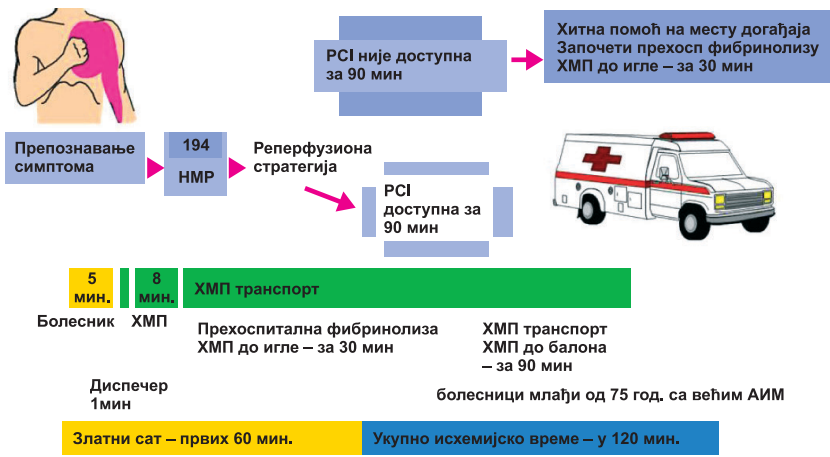 PCI није доступна
за 90 мин
Хитна помоћ на месту догађаја
Започети прехосп фибринолизу
ХМП до игле – за 30 мин
Препознавање
симптома
194
НМР
Реперфузиона
стратегија
PCI
доступна за
90 мин
5
мин.
8
мин.
ХМП транспорт
Болесник
ХМП
Прехоспитална фибринолиза
ХМП до игле – за 30 мин
ХМП транспорт
ХМП до балона
– за 90 мин
Диспечер
1мин
болесници млађи од 75 год. са већим АИМ
Златни сат – првих 60 мин.
Укупно исхемијско време – у 120 мин.